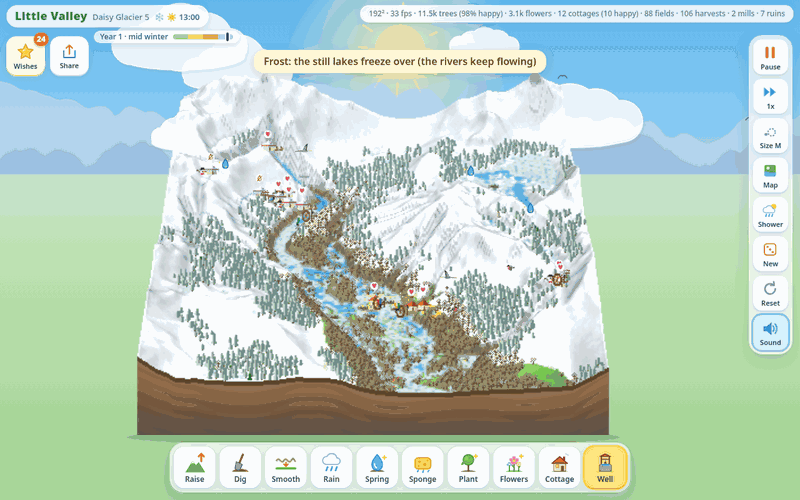 Little Valley Daisy Glacier 5 13:00
192² · 33 fps · 11.5k trees (98% happy) · 3.1k flowers · 12 cottages (10 happy) · 88 fields · 106 harvests · 2 mills · 7 ruins
Year 1 · mid winter
24
Wishes
Share
Frost: the still lakes freeze over (the rivers keep flowing)
Pause
1x
Size M
Map
Shower
New
Reset
Sound
Raise
Dig
Smooth
Rain
Spring
Sponge
Plant
Flowers
Cottage
Well